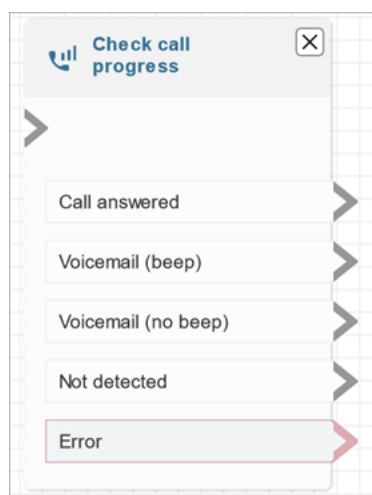 Check call
progress
Call answered
Voicemail (beep)
Voicemail (no beep)
Not detected
Error